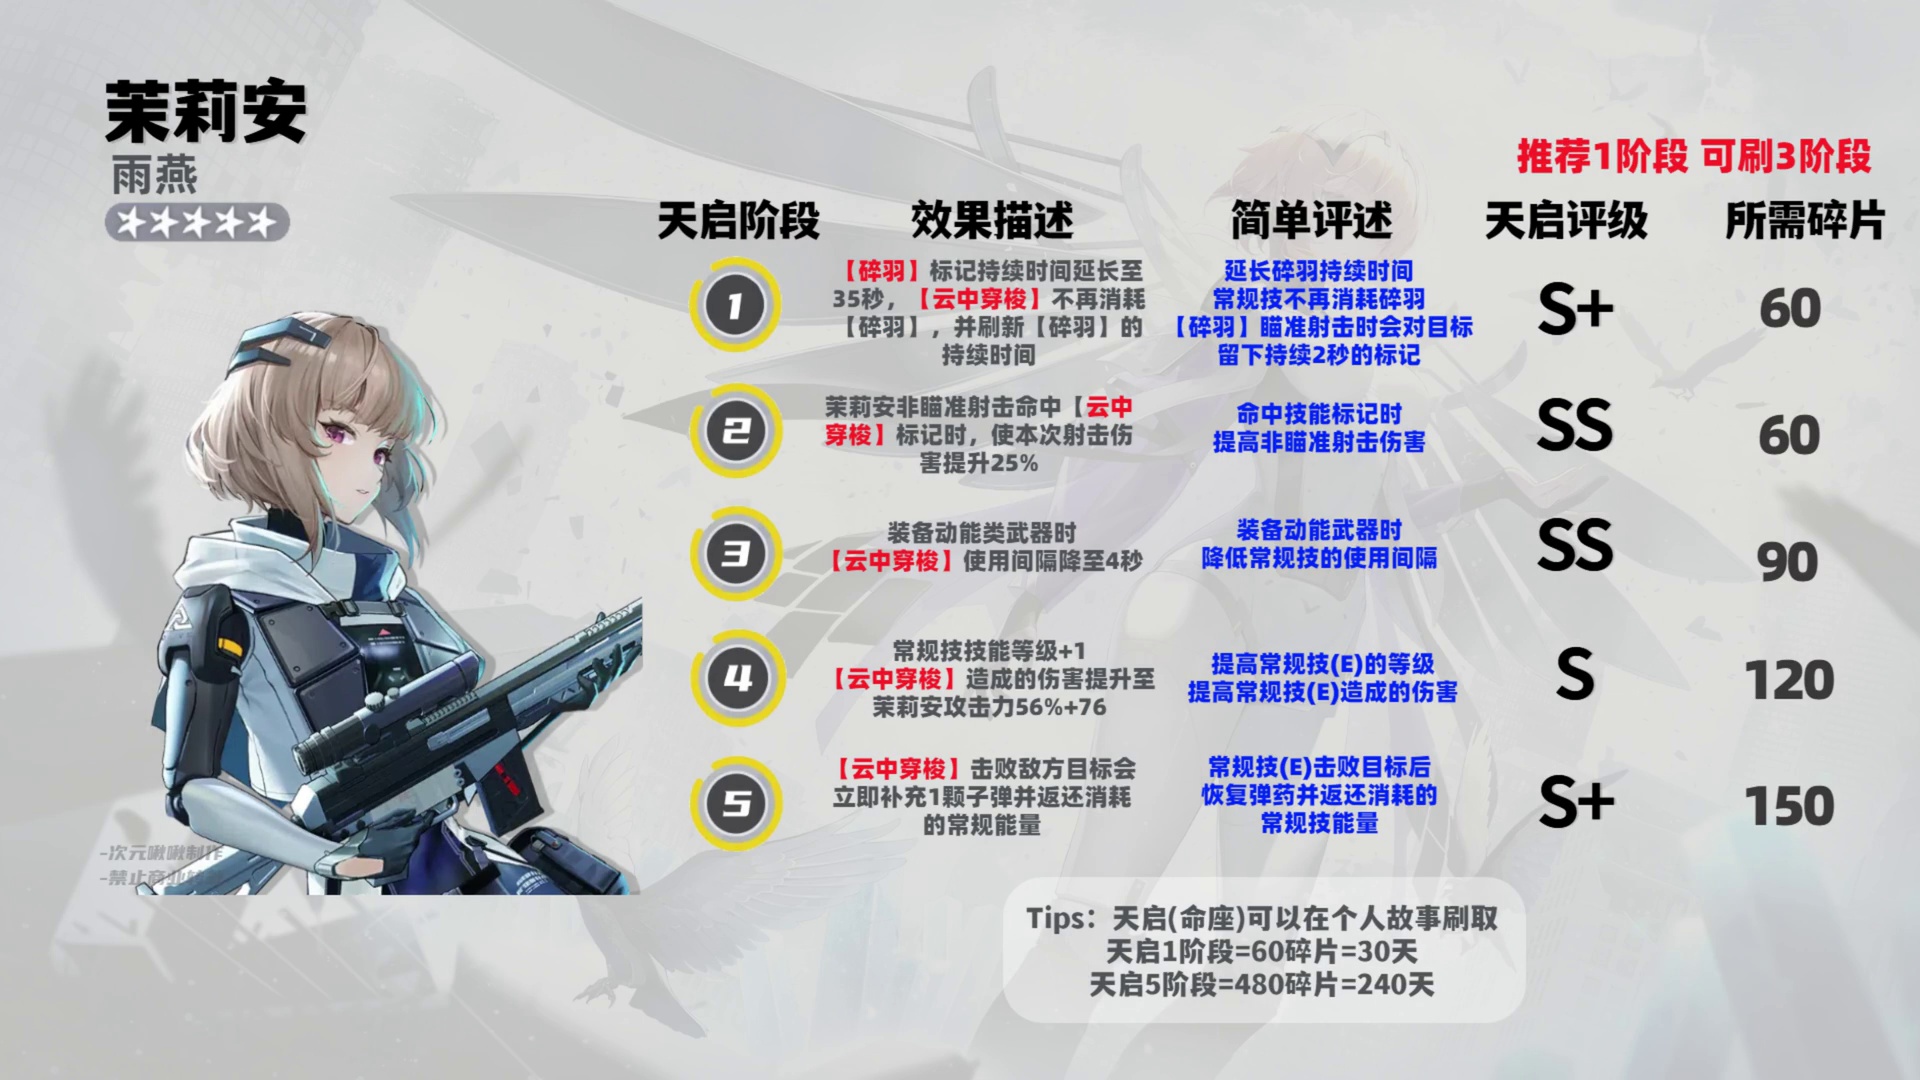 茉莉安
雨燕
推荐1阶段 可刷3阶段
天启阶段 效果描述 简单评述 天启评级 所需碎片
1
【碎羽】标记持续时间延长至
35秒，【云中穿梭】不再消耗
【碎羽】，并刷新【碎羽】的
持续时间
延长碎羽持续时间
常规技不再消耗碎羽
【碎羽】瞄准射击时会对目标
留下持续2秒的标记
S+
60
2
茉莉安非瞄准射击命中【云中
穿梭】标记时，使本次射击伤
害提升25%
命中技能标记时
提高非瞄准射击伤害
SS
60
3
装备动能类武器时
【云中穿梭】使用间隔降至4秒
装备动能武器时
降低常规技的使用间隔
SS
90
4
常规技技能等级+1
【云中穿梭】造成的伤害提升至
茉莉安攻击力56%+76
提高常规技(E)的等级
提高常规技(E)造成的伤害
S
120
5
【云中穿梭】击败敌方目标会
立即补充1颗子弹并返还消耗
的常规能量
常规技(E)击败目标后
恢复弹药并返还消耗的
常规技能量
S+
150
-次元啾啾制作
-禁止商业
Tips：天启(命座)可以在个人故事刷取
天启1阶段=60碎片=30天
天启5阶段=480碎片=240天